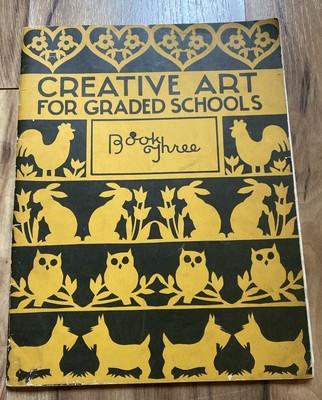 CREATIVE ART
FOR GRADED SCHOOLS
Book
Three